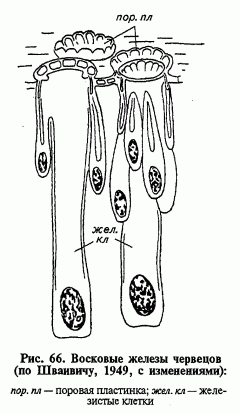 пор. пл
жел.
кл
Рис. 66. Восковые железы червецов
(по Шванвичу, 1949, с изменениями):
пор. пл — поровая пластинка; жел. кл — желе-
зистые клетки